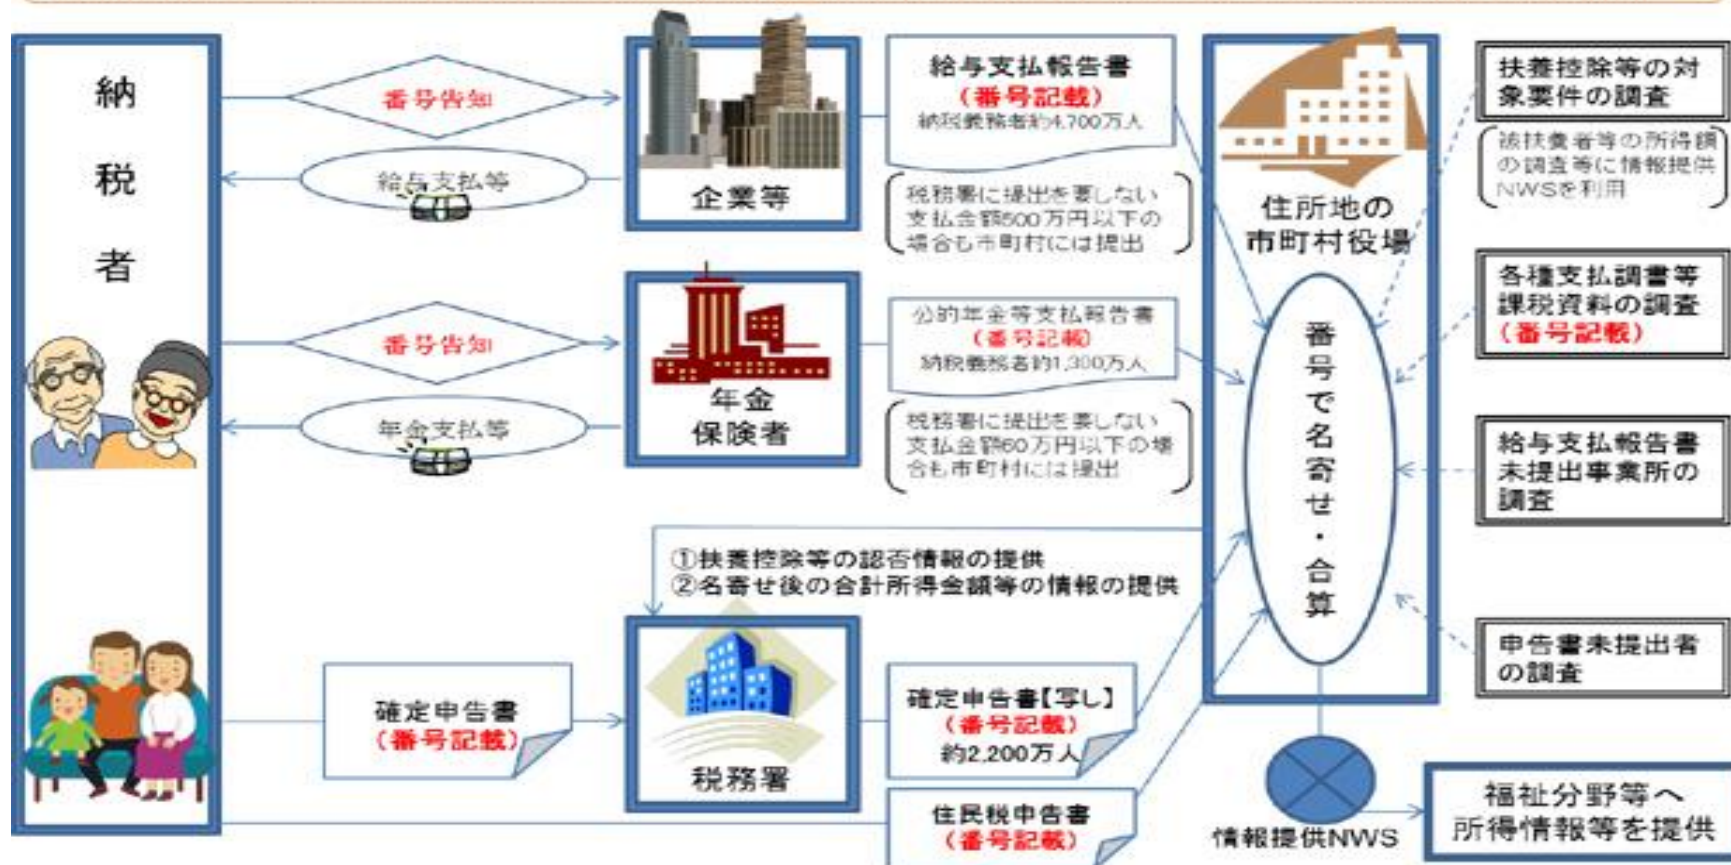 納税者
番号告知
給与支払等
企業等
給与支払報告書
(番号記載)
納税義務者約4,700万人
税務署に提出を要しない
支払金額500万円以下の
場合も市町村には提出
番号告知
年金支払等
年金
保険者
公的年金等支払報告書
(番号記載)
納税義務者約1,300万人
税務署に提出を要しない
支払金額60万円以下の場
合も市町村には提出
①扶養控除等の認否情報の提供
②名寄せ後の合計所得金額等の情報の提供
確定申告書
(番号記載)
税務署
確定申告書【写し】
(番号記載)
約2,200万人
住民税申告書
(番号記載)
住所地の
市町村役場
番号で名寄せ・合算
情報提供NWS
扶養控除等の対
象要件の調査
被扶養者等の所得額
の調査等に情報提供
NWSを利用
各種支払調書等
課税資料の調査
(番号記載)
給与支払報告書
未提出事業所の
調査
申告書未提出者
の調査
福祉分野等へ
所得情報等を提供